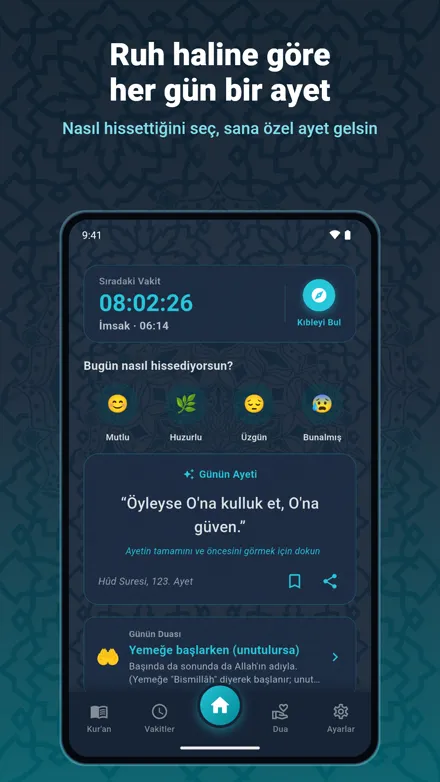 Ruh haline göre
her gün bir ayet
Nasıl hissettiğini seç, sana özel ayet gelsin
9:41
Sıradaki Vakit
08:02:26
İmsak · 06:14
Kıbleyi Bul
Bugün nasıl hissediyorsun?
Mutlu
Huzurlu
Üzgün
Bunalmış
Günün Ayeti
“Öyleyse O'na kulluk et, O'na
güven.”
Ayetin tamamını ve öncesini görmek için dokun
Hûd Suresi, 123. Ayet
Günün Duası
Yemeğe başlarken (unutulursa)
Başında da sonunda da Allah'ın adıyla.
(Yemeğe "Bismillâh" diyerek başlanır; unut...
Kur'an
Vakitler
Dua
Ayarlar